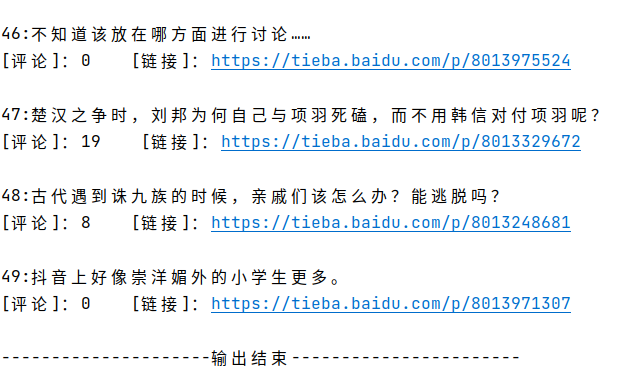 46:不知道该放在哪方面进行讨论……
[评论]: 0    [链接]: https://tieba.baidu.com/p/8013975524
47:楚汉之争时，刘邦为何自己与项羽死磕，而不用韩信对付项羽呢？
[评论]: 19    [链接]: https://tieba.baidu.com/p/8013329672
48:古代遇到诛九族的时候，亲戚们该怎么办？能逃脱吗？
[评论]: 8    [链接]: https://tieba.baidu.com/p/8013248681
49:抖音上好像崇洋媚外的小学生更多。
[评论]: 0    [链接]: https://tieba.baidu.com/p/8013971307
---------------------输出结束-----------------------